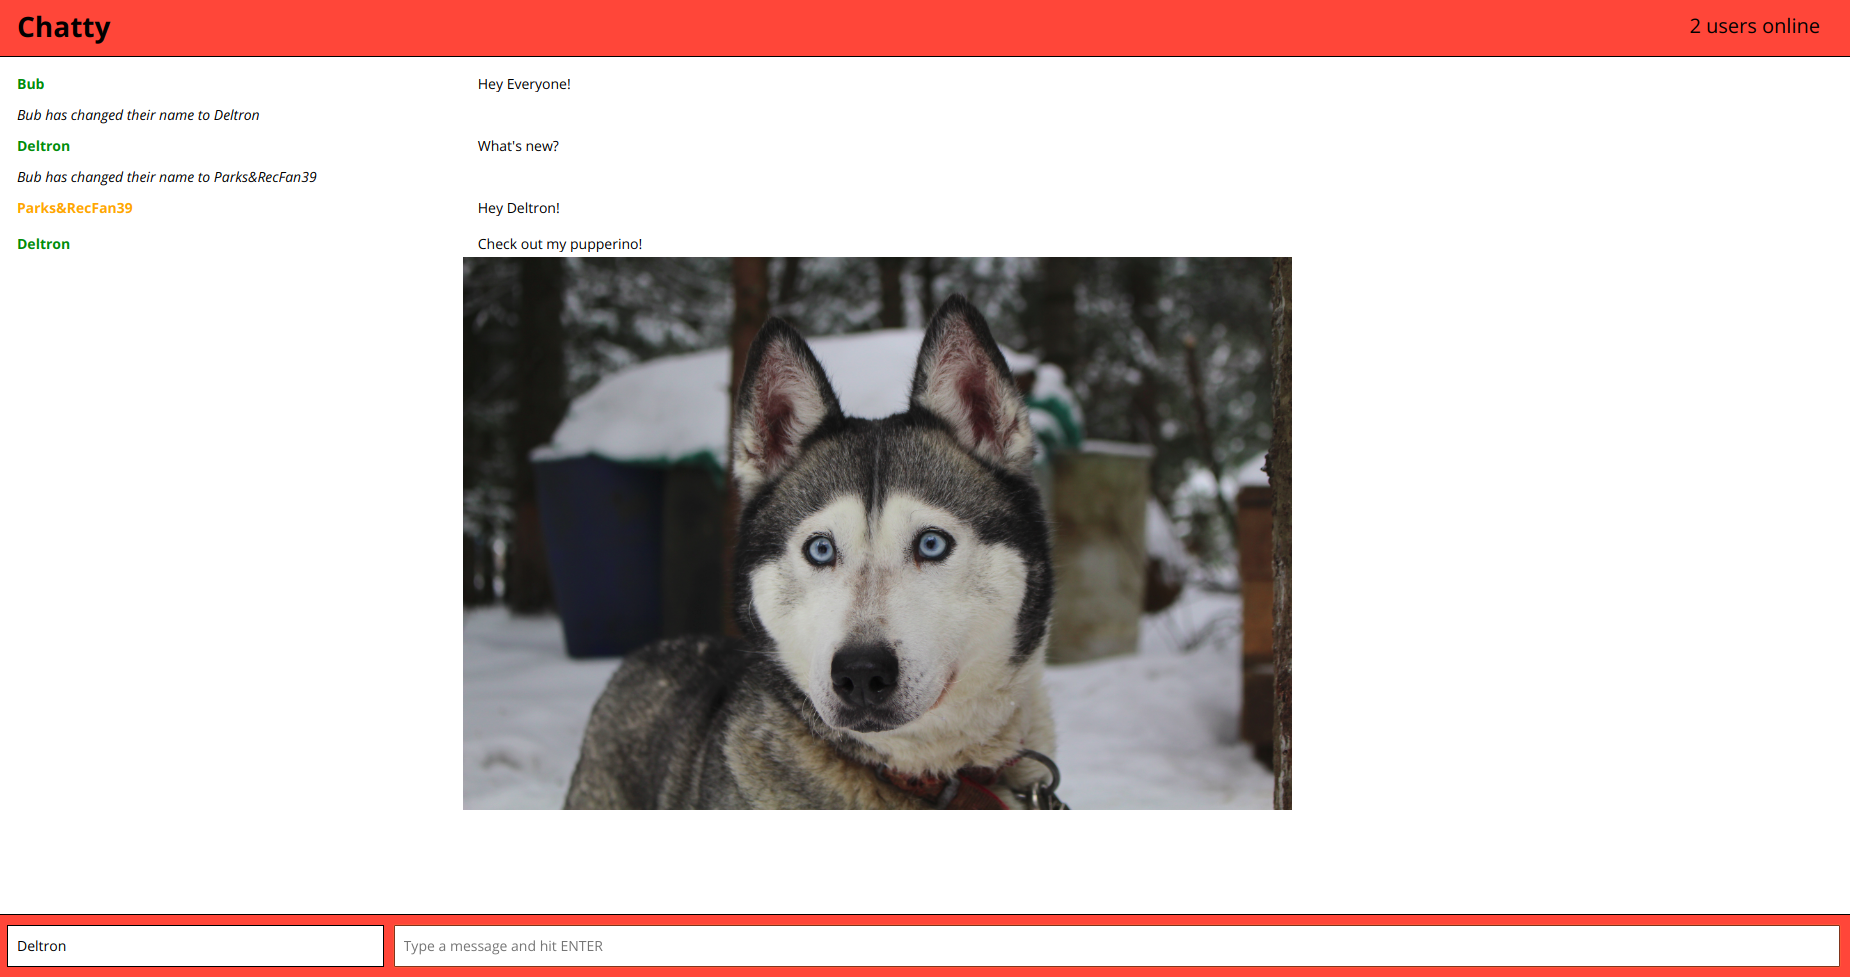 Chatty
2 users online
Bub
Hey Everyone!
Bub has changed their name to Deltron
Deltron
What's new?
Bub has changed their name to Parks&RecFan39
Parks&RecFan39
Hey Deltron!
Deltron
Check out my pupperino!
Deltron
Type a message and hit ENTER